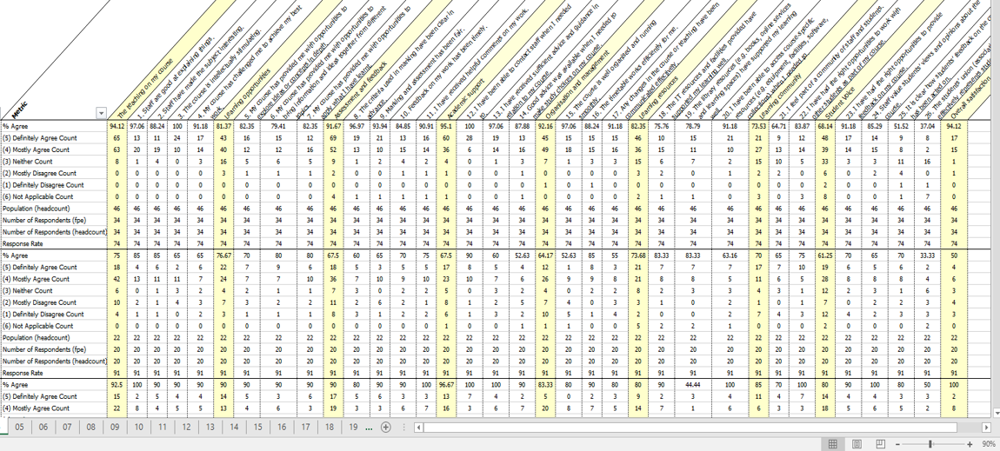 Metric
The teaching on my course
1. Staff are good at explaining things.
2. Staff have made the subject interesting.
3. The course is intellectually stimulating.
4. My course has challenged me to achieve my best work.
Learning opportunities
5. My course has provided me with opportunities to explore ideas or concepts in depth.
6. My course has provided me with opportunities to bring information and ideas together from different topics.
7. My course has provided me with opportunities to apply what I have learnt.
Assessment and feedback
8. The criteria used in marking have been clear in advance.
9. Marking and assessment has been fair.
10. Feedback on my work has been timely.
11. I have received helpful comments on my work.
Academic support
12. I have been able to contact staff when I needed to.
13. I have received sufficient advice and guidance in relation to my course.
14. Good advice was available when I needed to make study choices on my course.
Organisation and management
15. The course is well organised and running smoothly.
16. The timetable works efficiently for me.
17. Any changes in the course or teaching have been communicated effectively.
Learning resources
18. The IT resources and facilities provided have supported my learning well.
19. The library resources (e.g. books, online services and learning spaces) have supported my learning well.
20. I have been able to access course-specific resources (e.g. equipment, facilities, software, collections) when I needed to.
Learning community
21. I feel part of a community of staff and students.
22. I have had the right opportunities to work with other students as part of my course.
Student Voice
23. I have had the right opportunities to provide feedback on my course.
24. Staff value students' views and opinions about the course.
25. It is clear how students' feedback on the
has been acted on.
26. The students' union (associat
effectively represents stude
Overall satisfaction
% Agree 94.12 97.06 88.24 100 91.18 81.37 82.35 79.41 82.35 91.67 96.97 93.94 84.85 90.91 95.1 100 97.06 87.88 92.16 97.06 88.24 91.18 82.35 75.76 78.79 91.18 73.53 64.71 83.87 68.14 91.18 85.29 51.52 37.04 94.12
(5) Definitely Agree Count 65 13 11 24 17 43 16 15 12 69 19 21 13 16 60 28 19 13 45 15 15 15 46 10 15 21 21 9 12 48 17 14 9 8 17
(4) Mostly Agree Count 63 20 19 10 14 40 12 12 16 52 13 10 15 14 36 6 14 16 49 18 15 16 36 15 11 10 27 13 14 39 14 15 8 2 15
(3) Neither Count 8 1 4 0 3 16 5 6 5 9 1 2 4 2 4 0 1 3 7 1 3 3 15 6 7 2 15 10 5 33 3 3 11 16 1
(2) Mostly Disagree Count 0 0 0 0 0 3 1 1 1 2 0 0 1 1 1 0 0 1 0 0 0 0 3 2 0 1 2 2 0 6 0 2 4 0 1
(1) Definitely Disagree Count 0 0 0 0 0 0 0 0 0 0 0 0 0 0 0 0 0 0 1 0 1 0 0 0 0 0 0 0 0 2 0 0 1 1 0
(6) Not Applicable Count 0 0 0 0 0 0 0 0 0 4 1 1 1 1 1 0 0 1 0 0 0 0 2 1 1 0 3 0 3 8 0 0 1 7 0
Population (headcount) 46 46 46 46 46 46 46 46 46 46 46 46 46 46 46 46 46 46 46 46 46 46 46 46 46 46 46 46 46 46 46 46 46 46 46
Number of Respondents (fpe) 34 34 34 34 34 34 34 34 34 34 34 34 34 34 34 34 34 34 34 34 34 34 34 34 34 34 34 34 34 34 34 34 34 34 34
Number of Respondents (headcount) 34 34 34 34 34 34 34 34 34 34 34 34 34 34 34 34 34 34 34 34 34 34 34 34 34 34 34 34 34 34 34 34 34 34 34
Response Rate 74 74 74 74 74 74 74 74 74 74 74 74 74 74 74 74 74 74 74 74 74 74 74 74 74 74 74 74 74 74 74 74 74 74 74
% Agree 75 85 85 65 65 76.67 70 80 80 67.5 60 65 70 75 67.5 90 60 52.63 64.17 52.63 85 55 73.68 83.33 83.33 63.16 70 65 75 61.25 70 65 70 33.33 50
(5) Definitely Agree Count 18 4 6 2 6 22 7 9 6 18 5 3 5 5 17 8 5 4 12 1 8 3 21 7 7 7 17 7 10 19 6 5 6 2 4
(4) Mostly Agree Count 42 13 11 11 7 24 7 7 10 36 7 10 9 10 23 10 7 6 26 9 9 8 21 8 8 5 11 6 5 28 8 8 8 4 6
(3) Neither Count 6 0 1 3 2 4 2 1 1 7 3 0 2 2 5 0 3 2 4 0 2 2 8 2 3 3 4 3 1 12 2 3 1 6 3
(2) Mostly Disagree Count 10 2 1 4 3 7 3 2 2 11 2 6 2 1 8 1 2 5 7 4 0 3 3 1 0 2 1 0 1 7 0 2 2 3 4
(1) Definitely Disagree Count 4 1 1 0 2 3 1 1 1 8 3 1 2 2 6 1 3 2 10 5 1 4 4 0 0 2 7 4 3 12 4 2 3 3 3
(6) Not Applicable Count 0 0 0 0 0 0 0 0 0 0 0 0 0 0 1 0 0 1 1 1 0 0 5 2 2 1 0 0 0 2 0 0 0 2 0
Population (headcount) 22 22 22 22 22 22 22 22 22 22 22 22 22 22 22 22 22 22 22 22 22 22 22 22 22 22 22 22 22 22 22 22 22 22 22
Number of Respondents (fpe) 20 20 20 20 20 20 20 20 20 20 20 20 20 20 20 20 20 20 20 20 20 20 20 20 20 20 20 20 20 20 20 20 20 20 20
Number of Respondents (headcount) 20 20 20 20 20 20 20 20 20 20 20 20 20 20 20 20 20 20 20 20 20 20 20 20 20 20 20 20 20 20 20 20 20 20 20
Response Rate 91 91 91 91 91 91 91 91 91 91 91 91 91 91 91 91 91 91 91 91 91 91 91 91 91 91 91 91 91 91 91 91 91 91 91
% Agree 92.5 100 90 90 90 90 90 90 90 90 90 80 90 100 96.67 100 100 90 83.33 80 90 80 80 90 44.44 100 85 70 100 80 90 100 80 50 100
(5) Definitely Agree Count 15 2 5 4 4 14 5 3 6 17 5 6 3 3 13 7 4 2 5 0 2 3 9 2 3 4 11 4 7 14 5 4 3 3 2
(4) Mostly Agree Count 22 8 4 5 5 13 4 6 3 19 3 3 6 7 16 3 6 7 20 8 7 5 14 7 1 6 6 3 3 18 5 6 5 2 8
05 06 07 08 09 10 11 12 13 14 15 16 17 18 19 ...
90%